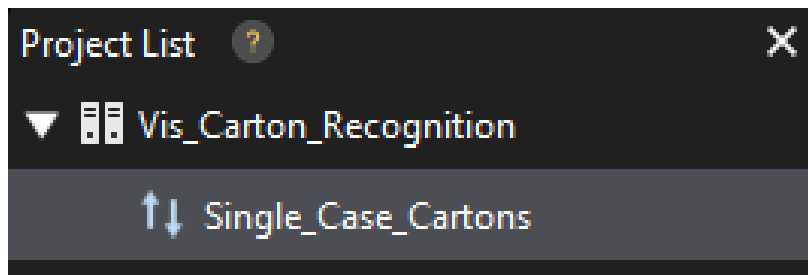 Project List ?
Vis_Carton_Recognition
Single_Case_Cartons